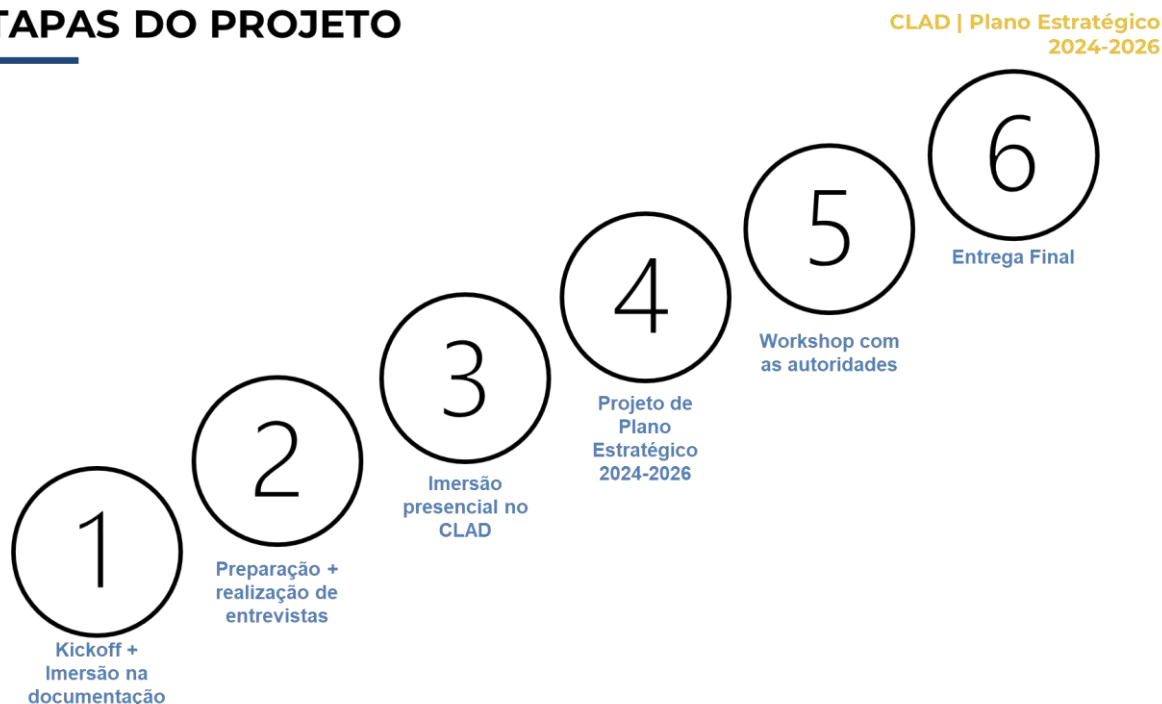 TAPAS DO PROJETO
CLAD | Plano Estratégico
2024-2026
1
Kickoff +
Imersão na
documentação
2
Preparação +
realização de
entrevistas
3
Imersão
presencial no
CLAD
4
Projeto de
Plano
Estratégico
2024-2026
5
Workshop com
as autoridades
6
Entrega Final